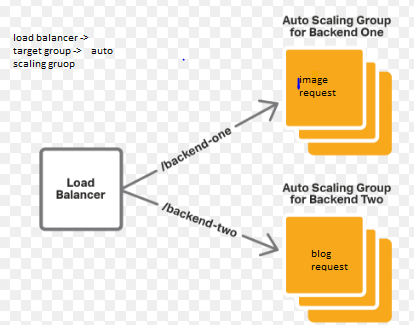 load balancer ->
target group -> auto
scaling gruop
Auto Scaling Group
for Backend One
image
request
/backend-one
Load
Balancer
/backend-two
Auto Scaling Group
for Backend Two
blog
request